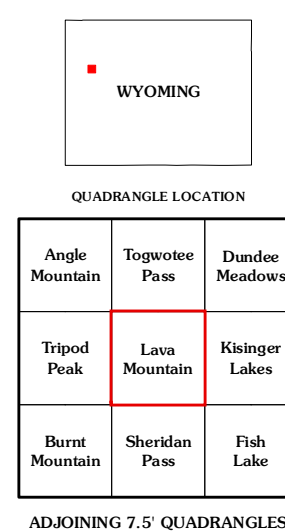 WYOMING
QUADRANGLE LOCATION
Angle
Mountain
Togwotee
Pass
Dundee
Meadows
Tripod
Peak
Lava
Mountain
Kisinger
Lakes
Burnt
Mountain
Sheridan
Pass
Fish
Lake
ADJOINING 7.5' QUADRANGLES